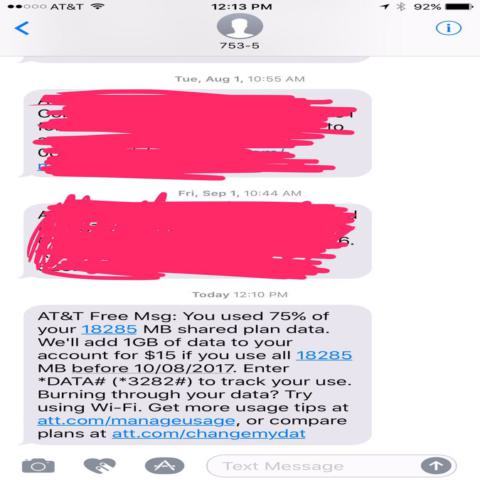 AT&T 12:13 PM 92%
753-5
Tue, Aug 1, 10:55 AM
to
Fri, Sep 1, 10:44 AM
6.
Today 12:10 PM
AT&T Free Msg: You used 75% of
your 18285 MB shared plan data.
We'll add 1GB of data to your
account for $15 if you use all 18285
MB before 10/08/2017. Enter
*DATA# (*3282#) to track your use.
Burning through your data? Try
using Wi-Fi. Get more usage tips at
att.com/manageusage, or compare
plans at att.com/changemydat
Text Message